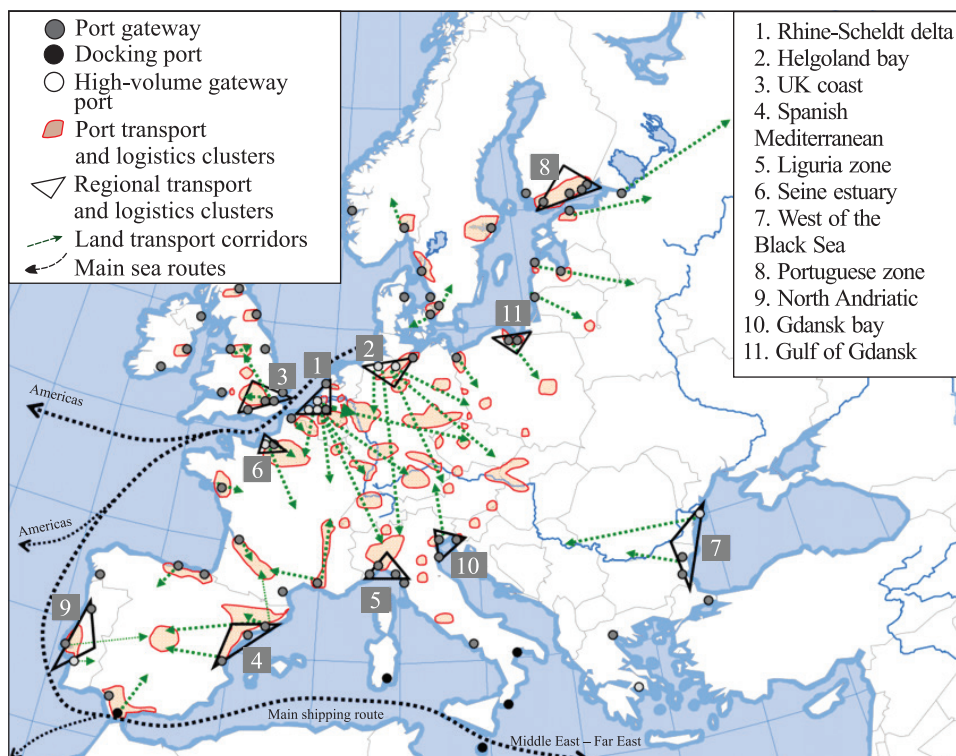 Port gateway
Docking port
High-volume gateway
port
Port transport
and logistics clusters
Regional transport
and logistics clusters
Land transport corridors
Main sea routes
1. Rhine-Scheldt delta
2. Helgoland bay
3. UK coast
4. Spanish
Mediterranean
5. Liguria zone
6. Seine estuary
7. West of the
Black Sea
8. Portuguese zone
9. North Andriatic
10. Gdansk bay
11. Gulf of Gdansk
8
11
2
1
3
Americas
6
Americas
7
10
5
9
4
Main shipping route
Middle East – Far East